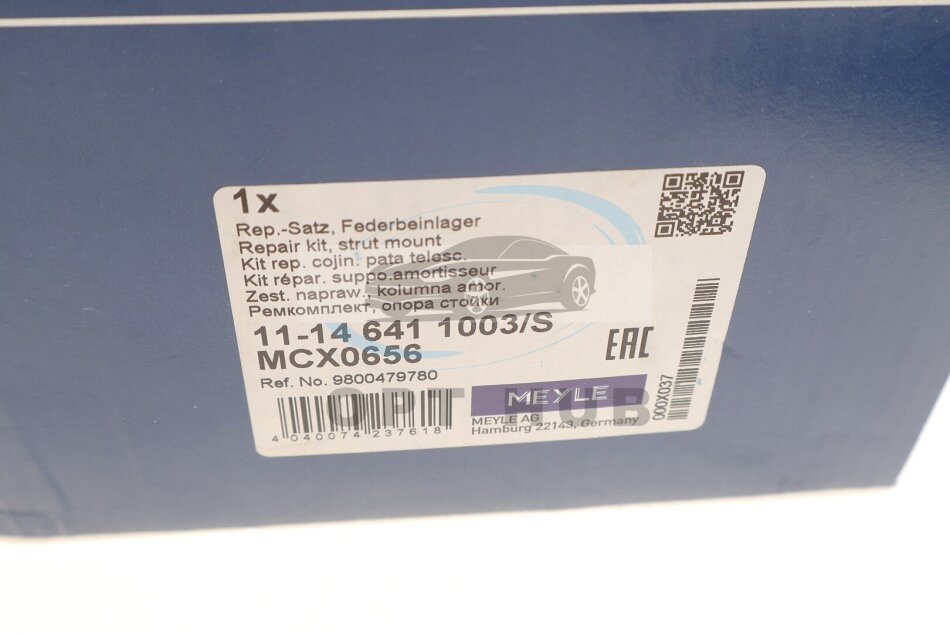 1x
Rep.-Satz, Federbeinlager
Repair kit, strut mount
Kit rep. cojin. pata telesc.
Kit répar. suppo.amortisseur
Zest. napraw., kolumna amor.
Ремкомплект, опора стойки
11-14 641 1003/S
MCX0656
Ref. No. 9800479780
EAC
000X037
MEYLE
MEYLE AG
Hamburg 22143, Germany
4 040074 237618
OPT HUB